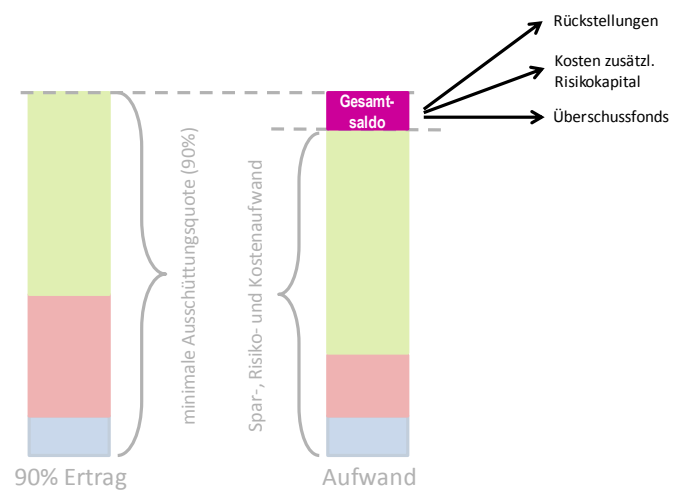 Rückstellungen
Kosten zusätzl.
Risikokapital
Überschussfonds
Gesamt-
saldo
minimale Ausschüttungsquote (90%)
Spar-, Risiko- und Kostenaufwand
90% Ertrag
Aufwand